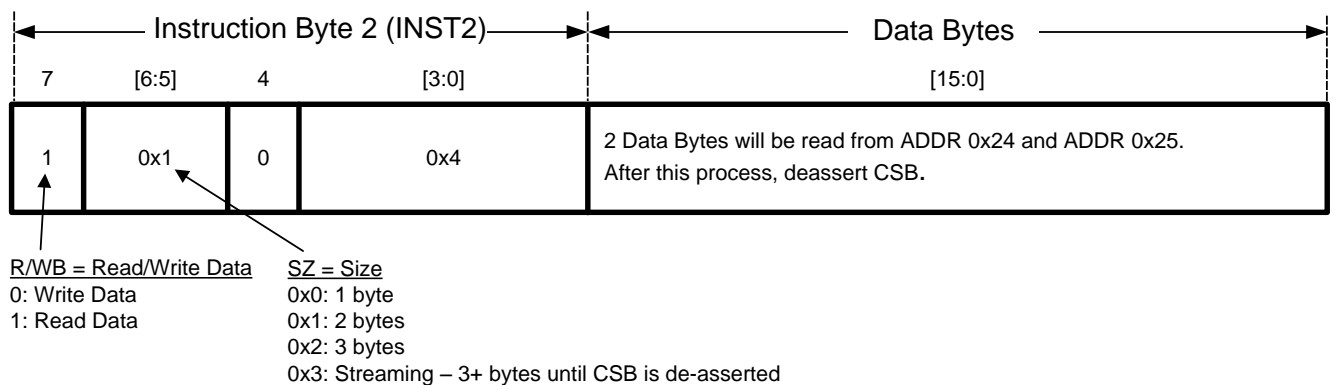 Instruction Byte 2 (INST2) Data Bytes
7 [6:5] 4 [3:0] [15:0]
1 0x1 0 0x4
2 Data Bytes will be read from ADDR 0x24 and ADDR 0x25.
After this process, deassert CSB.
R/WB = Read/Write Data
0: Write Data
1: Read Data
SZ = Size
0x0: 1 byte
0x1: 2 bytes
0x2: 3 bytes
0x3: Streaming – 3+ bytes until CSB is de-asserted